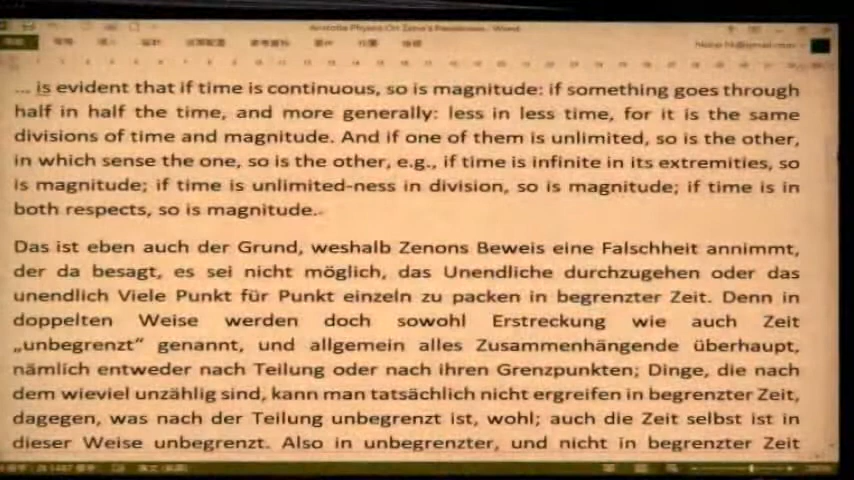 Aristotle Physics On Zeno's Paradoxes - Word
... is evident that if time is continuous, so is magnitude: if something goes through
half in half the time, and more generally: less in less time, for it is the same
divisions of time and magnitude. And if one of them is unlimited, so is the other,
in which sense the one, so is the other, e.g., if time is infinite in its extremities, so
is magnitude; if time is unlimited-ness in division, so is magnitude; if time is in
both respects, so is magnitude.
Das ist eben auch der Grund, weshalb Zenons Beweis eine Falschheit annimmt,
der da besagt, es sei nicht möglich, das Unendliche durchzugehen oder das
unendlich Viele Punkt für Punkt einzeln zu packen in begrenzter Zeit. Denn in
doppelten Weise werden doch sowohl Erstreckung wie auch Zeit
„unbegrenzt“ genannt, und allgemein alles Zusammenhängende überhaupt,
nämlich entweder nach Teilung oder nach ihren Grenzpunkten; Dinge, die nach
dem wieviel unzählig sind, kann man tatsächlich nicht ergreifen in begrenzter Zeit,
dagegen, was nach der Teilung unbegrenzt ist, wohl; auch die Zeit selbst ist in
dieser Weise unbegrenzt. Also in unbegrenzter, und nicht in begrenzter Zeit